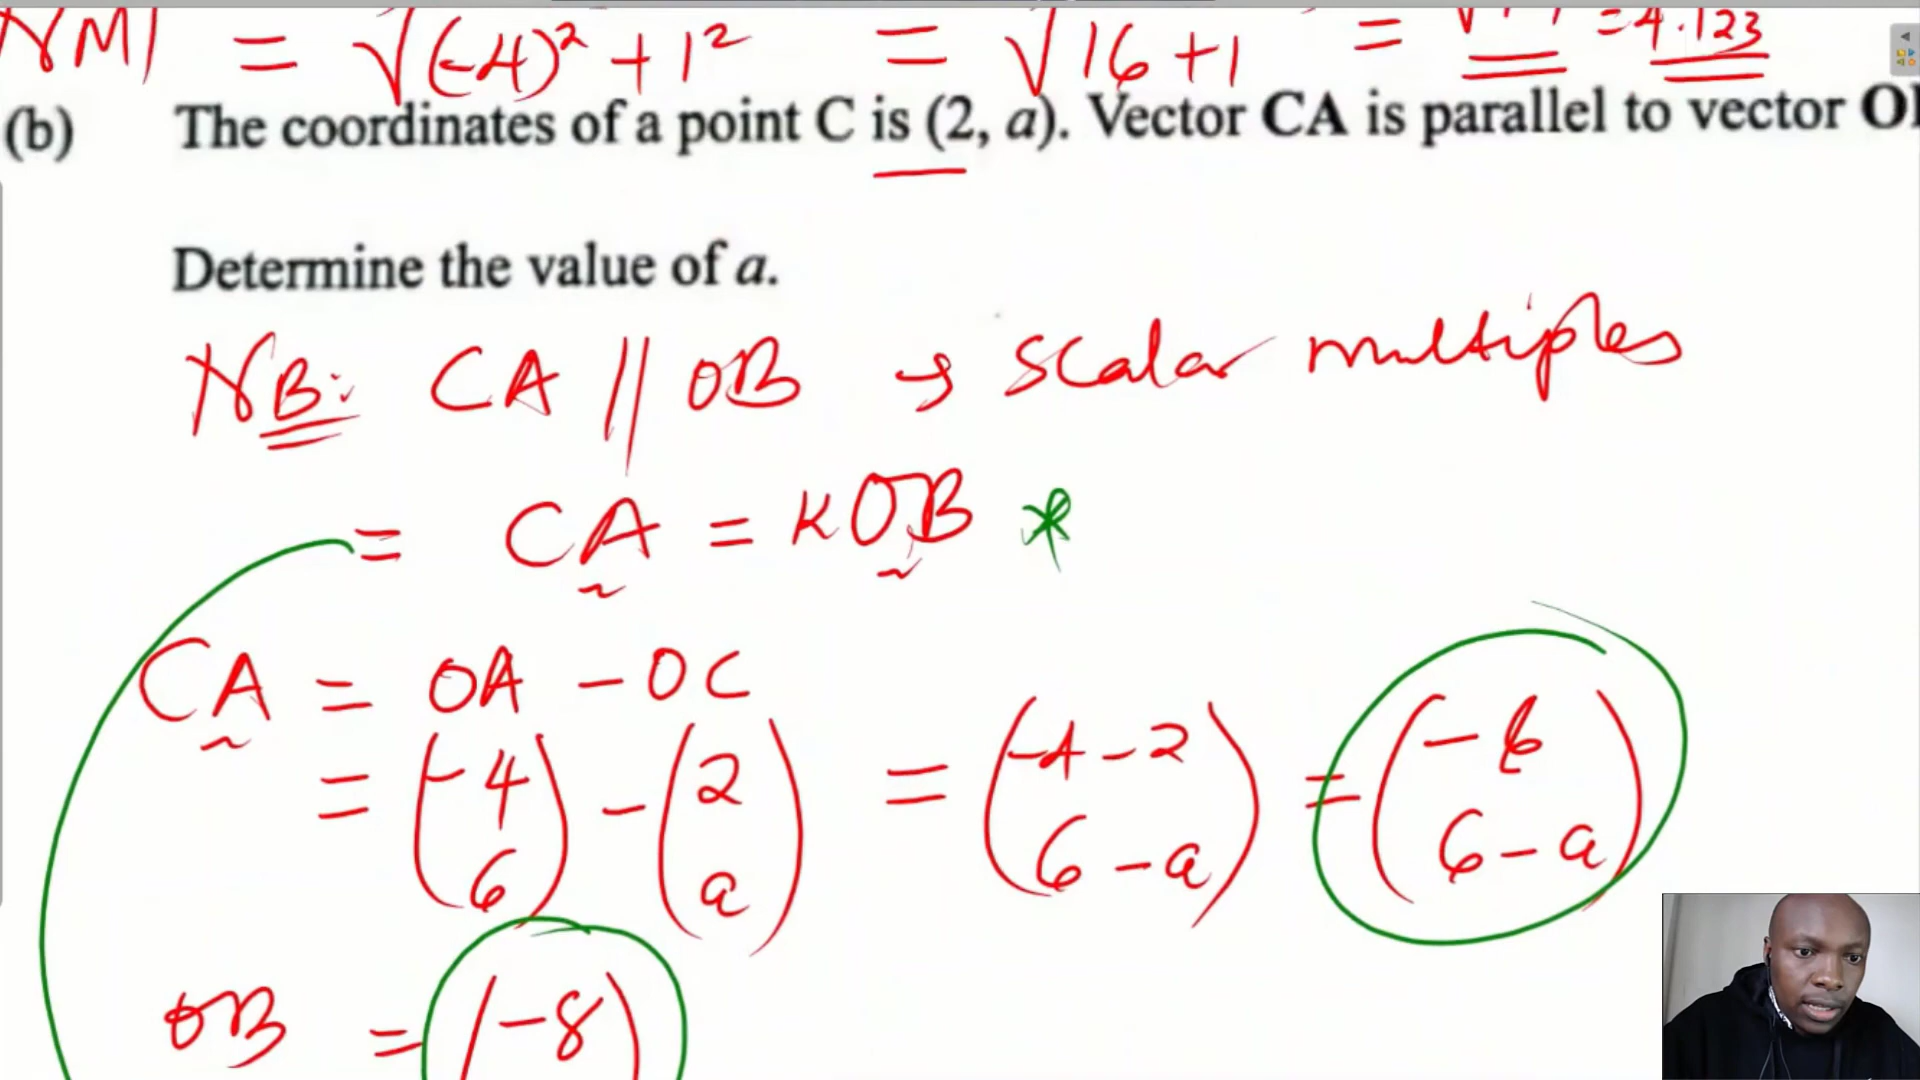 = √(-4)² + 1² = √16 + 1 = = 4.123
(b) The coordinates of a point C is (2, a). Vector CA is parallel to vector
Determine the value of a.
NB: CA // OB → scalar multiples
= CA = KOB *
CA = OA - OC
= (-4 6) - (2 a) = (-4 - 2 6 - a) = (-6 6 - a)
OB = (-8)